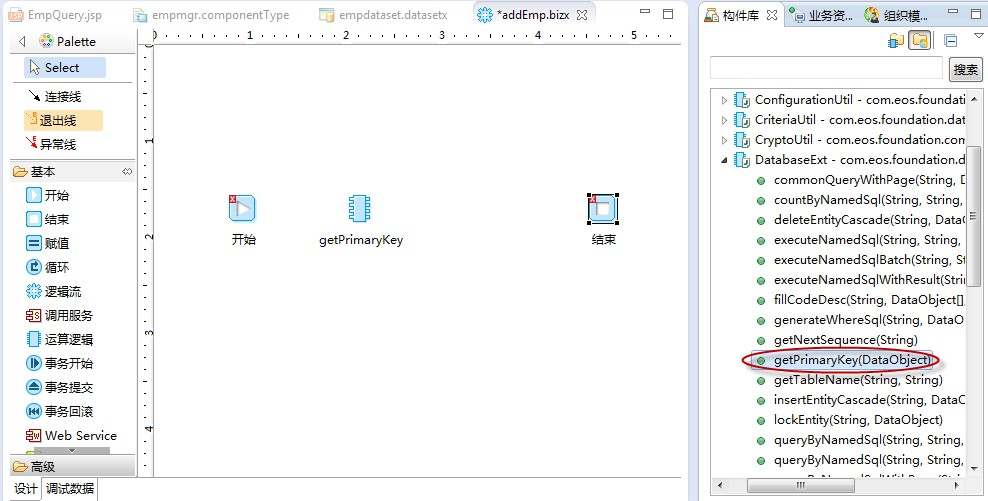 EmpQuery.jsp
empmgr.componentType
empdataset.datasetx
*addEmp.bizx
Palette
Select
连接线
退出线
异常线
基本
开始
结束
赋值
循环
逻辑流
调用服务
运算逻辑
事务开始
事务提交
事务回滚
Web Service
高级
设计
调试数据
0 1 2 3 4 5
1
2
3
4
开始
getPrimaryKey
结束
构件库
业务资...
组织模...
搜索
ConfigurationUtil - com.eos.foundati
CriteriaUtil - com.eos.foundation.dat
CryptoUtil - com.eos.foundation.com
DatabaseExt - com.eos.foundation.d
commonQueryWithPage(String, D
countByNamedSql(String, String,
deleteEntityCascade(String, DataO
executeNamedSql(String, String,
executeNamedSqlBatch(String, Str
executeNamedSqlWithResult(String
fillCodeDesc(String, DataObject[],
generateWhereSql(String, DataO
getNextSequence(String)
getPrimaryKey(DataObject)
getTableName(String, String)
insertEntityCascade(String, DataO
lockEntity(String, DataObject)
queryByNamedSql(String, String,
queryByNamedSql(String, String,